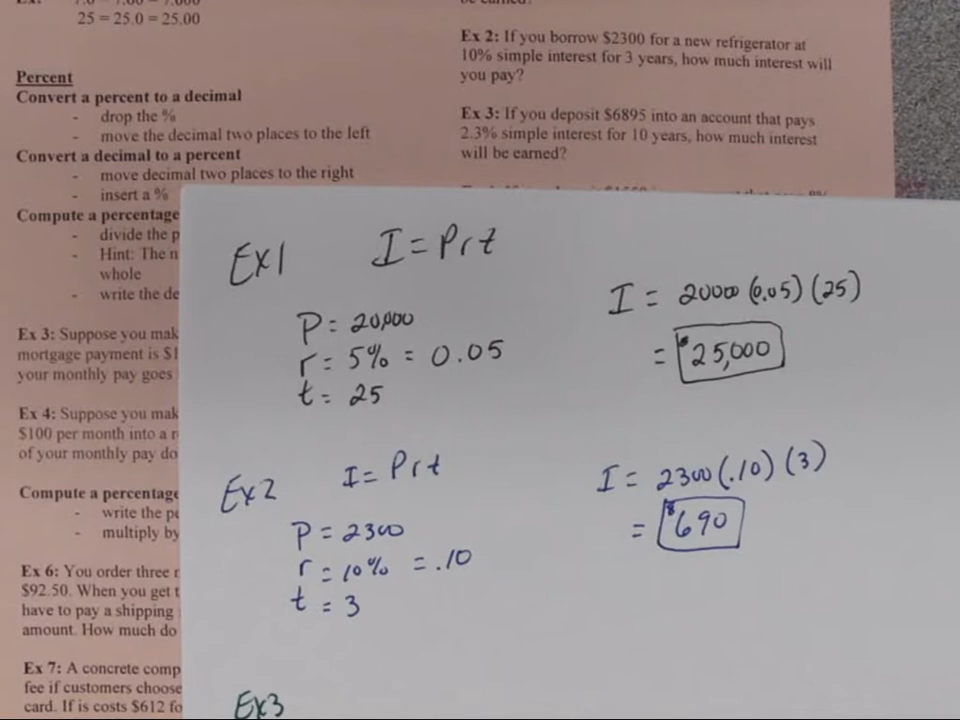 25 = 25.0 = 25.00
Percent
Convert a percent to a decimal
- drop the %
- move the decimal two places to the left
Convert a decimal to a percent
- move decimal two places to the right
- insert a %
Compute a percentage
- divide the p
- Hint: The n
whole
- write the de
Ex 3: Suppose you mak
mortgage payment is $1
your monthly pay goes
Ex 4: Suppose you mak
$100 per month into a r
of your monthly pay do
Compute a percentage
- write the pe
- multiply by
Ex 6: You order three r
$92.50. When you get t
have to pay a shipping
amount. How much do
Ex 7: A concrete comp
fee if customers choose
card. If is costs $612 fo
be earned?
Ex 2: If you borrow $2300 for a new refrigerator at
10% simple interest for 3 years, how much interest will
you pay?
Ex 3: If you deposit $6895 into an account that pays
2.3% simple interest for 10 years, how much interest
will be earned?
Ex1 I = Prt
P = 20,000
r = 5% = 0.05
t = 25
I = 20000 (0.05) (25)
= $25,000
Ex2 I = Prt
P = 2300
r = 10% = .10
t = 3
I = 2300 (.10) (3)
= $690
Ex3